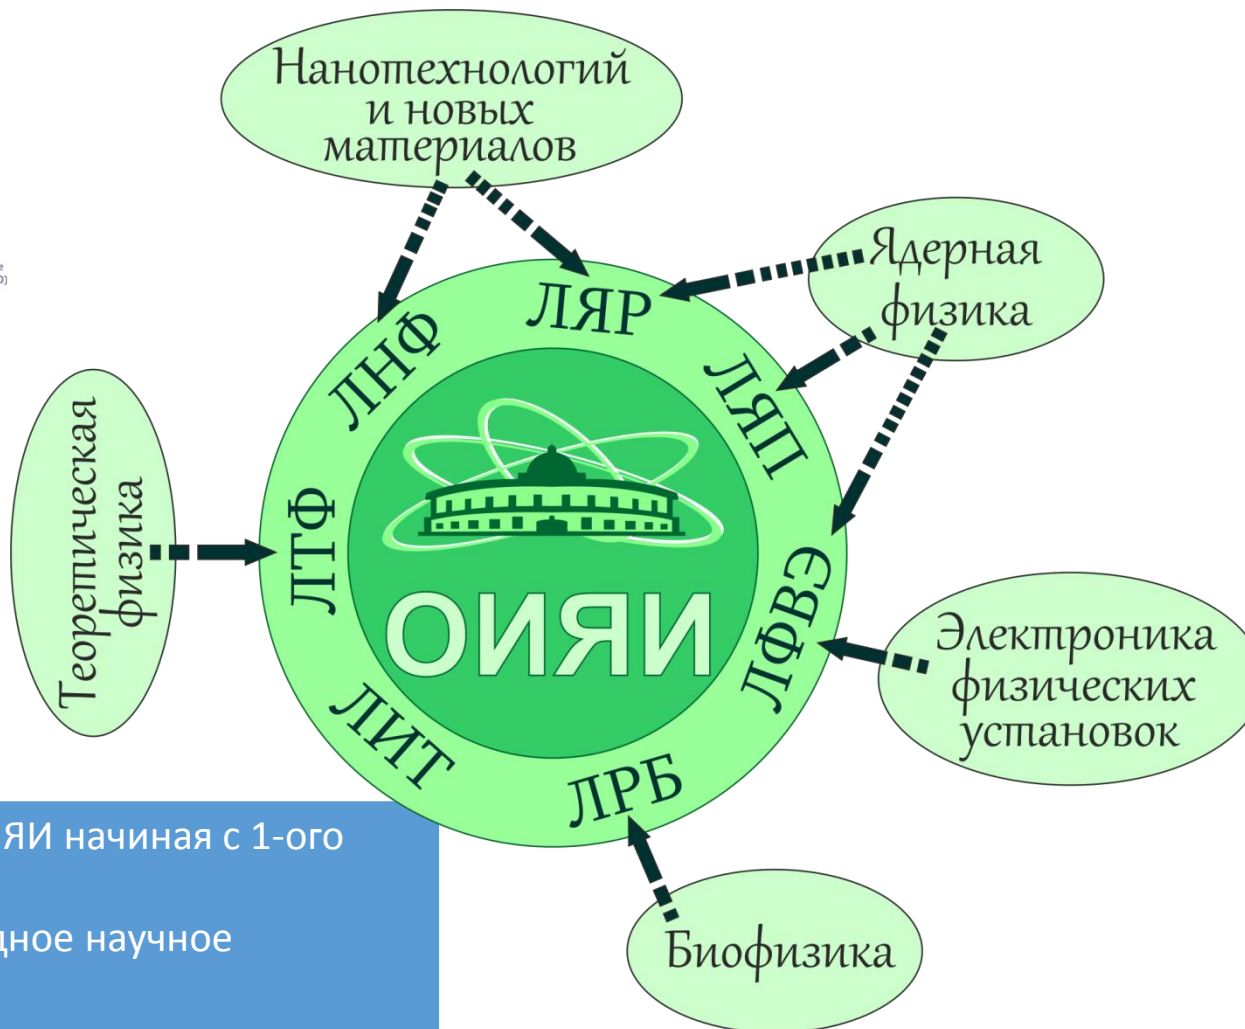 Нанотехнологий
и новых
материалов
Ядерная
физика
ЛЯР
ЛНФ
ЛЯП
Теоретическая
физика
ЛТФ
ОИЯИ
ЛФВЭ
Электроника
физических
установок
ЛИТ
ЛРБ
ЯИ начиная с 1-ого
дное научное
Биофизика